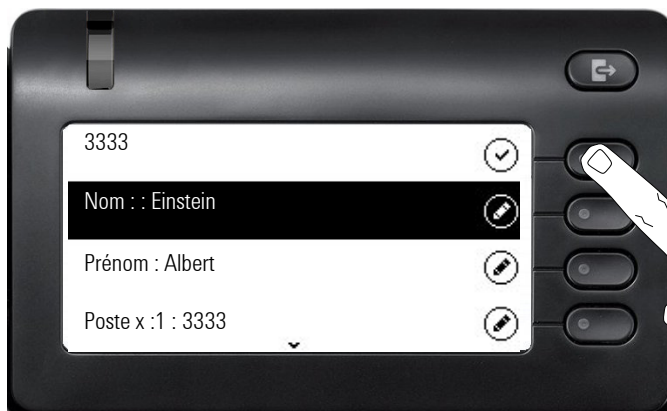 3333
Nom : : Einstein
Prénom : Albert
Poste x :1 : 3333